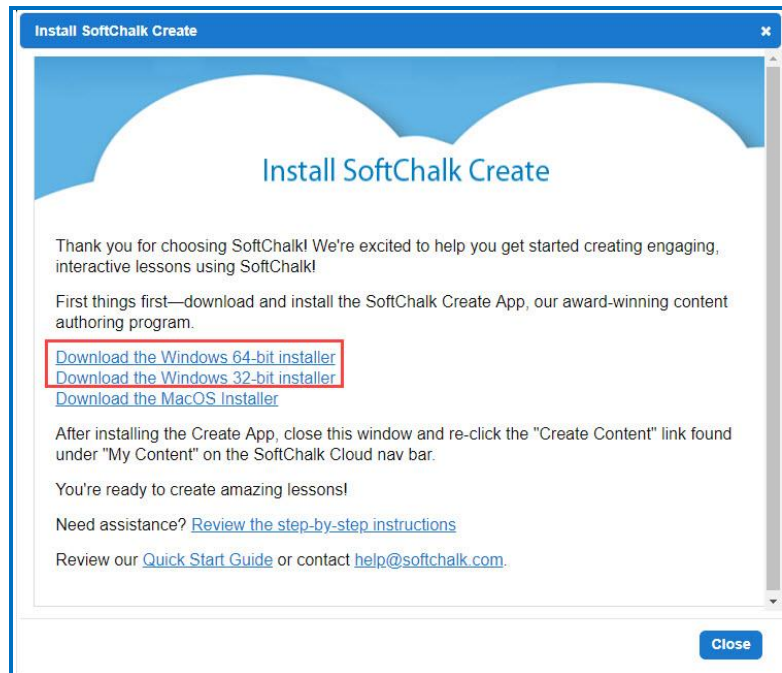 Install SoftChalk Create
Install SoftChalk Create
Thank you for choosing SoftChalk! We're excited to help you get started creating engaging,
interactive lessons using SoftChalk!
First things first—download and install the SoftChalk Create App, our award-winning content
authoring program.
Download the Windows 64-bit installer
Download the Windows 32-bit installer
Download the MacOS Installer
After installing the Create App, close this window and re-click the "Create Content" link found
under "My Content" on the SoftChalk Cloud nav bar.
You're ready to create amazing lessons!
Need assistance? Review the step-by-step instructions
Review our Quick Start Guide or contact help@softchalk.com.
Close